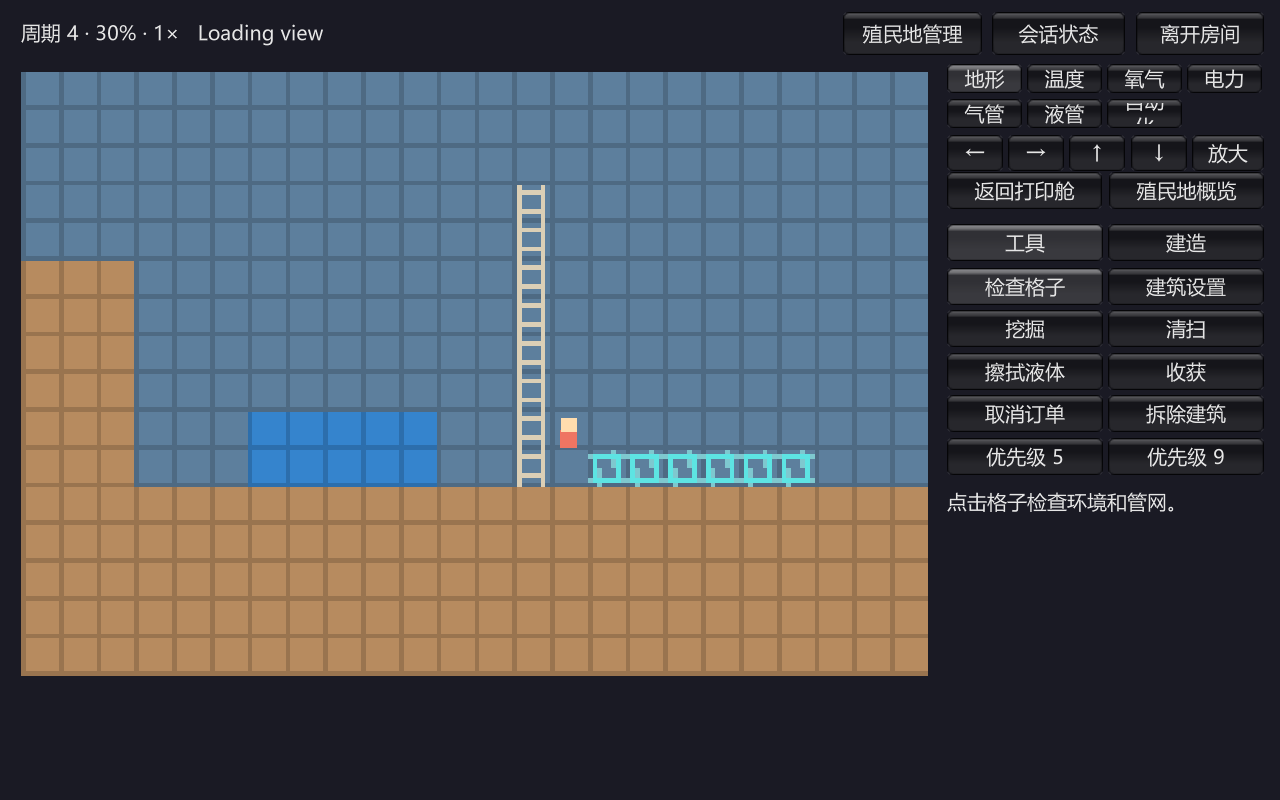 周期 4 · 30% · 1× Loading view
殖民地管理 会话状态 离开房间
地形 温度 氧气 电力
气管 液管 自动化
← → ↑ ↓ 放大
返回打印舱 殖民地概览
工具 建造
检查格子 建筑设置
挖掘 清扫
擦拭液体 收获
取消订单 拆除建筑
优先级 5 优先级 9
点击格子检查环境和管网。